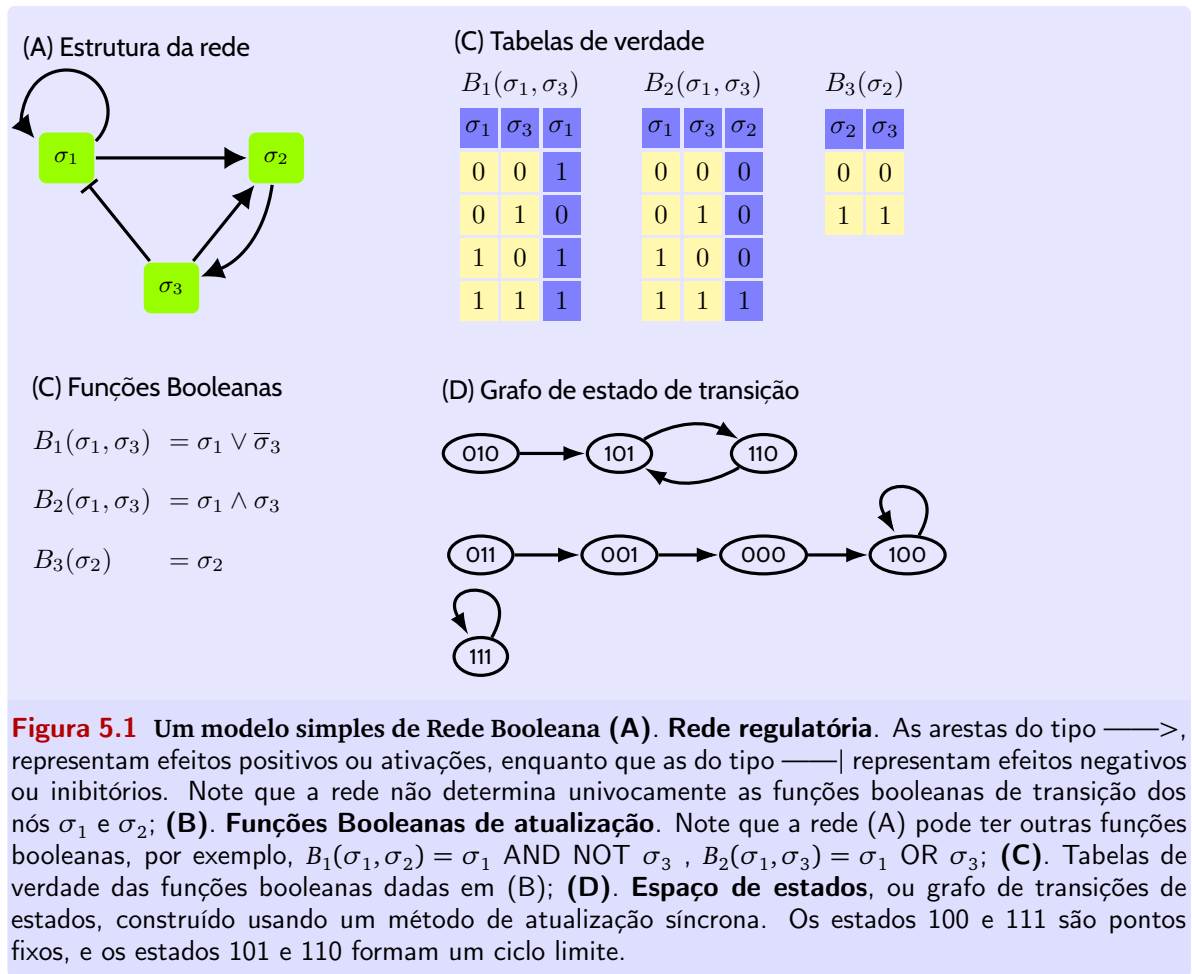 (A) Estrutura da rede
σ1
σ2
σ3
(C) Tabelas de verdade
B1(σ1, σ3)
σ1 σ3 σ1
0 0 1
0 1 0
1 0 1
1 1 1
B2(σ1, σ3)
σ1 σ3 σ2
0 0 0
0 1 0
1 0 0
1 1 1
B3(σ2)
σ2 σ3
0 0
1 1
(C) Funções Booleanas
B1(σ1, σ3) = σ1 ∨ σ̅3
B2(σ1, σ3) = σ1 ∧ σ3
B3(σ2) = σ2
(D) Grafo de estado de transição
010 101 110
011 001 000 100
111
Figura 5.1 Um modelo simples de Rede Booleana (A). Rede regulatória. As arestas do tipo ——>,
representam efeitos positivos ou ativações, enquanto que as do tipo ——| representam efeitos negativos
ou inibitórios. Note que a rede não determina univocamente as funções booleanas de transição dos
nós σ1 e σ2; (B). Funções Booleanas de atualização. Note que a rede (A) pode ter outras funções
booleanas, por exemplo, B1(σ1, σ2) = σ1 AND NOT σ3 , B2(σ1, σ3) = σ1 OR σ3; (C). Tabelas de
verdade das funções booleanas dadas em (B); (D). Espaço de estados, ou grafo de transições de
estados, construído usando um método de atualização síncrona. Os estados 100 e 111 são pontos
fixos, e os estados 101 e 110 formam um ciclo limite.